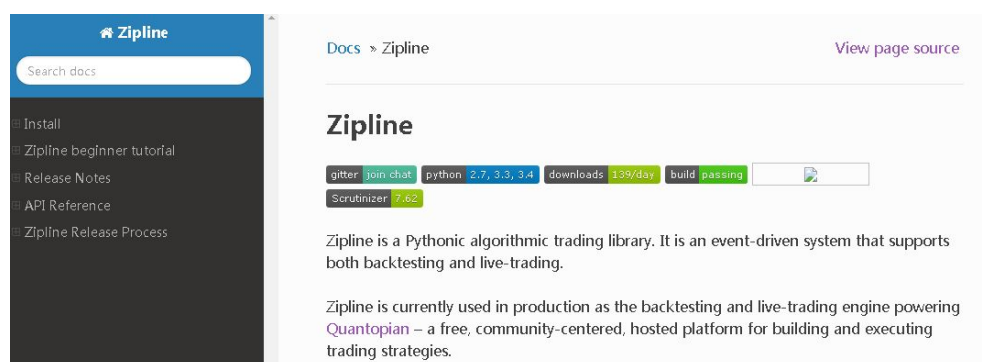 Zipline
Search docs
Install
Zipline beginner tutorial
Release Notes
API Reference
Zipline Release Process
Docs » Zipline
View page source
Zipline
gitter join chat python 2.7, 3.3, 3.4 downloads 139/day build passing
Scrutinizer 7.62
Zipline is a Pythonic algorithmic trading library. It is an event-driven system that supports
both backtesting and live-trading.
Zipline is currently used in production as the backtesting and live-trading engine powering
Quantopian – a free, community-centered, hosted platform for building and executing
trading strategies.